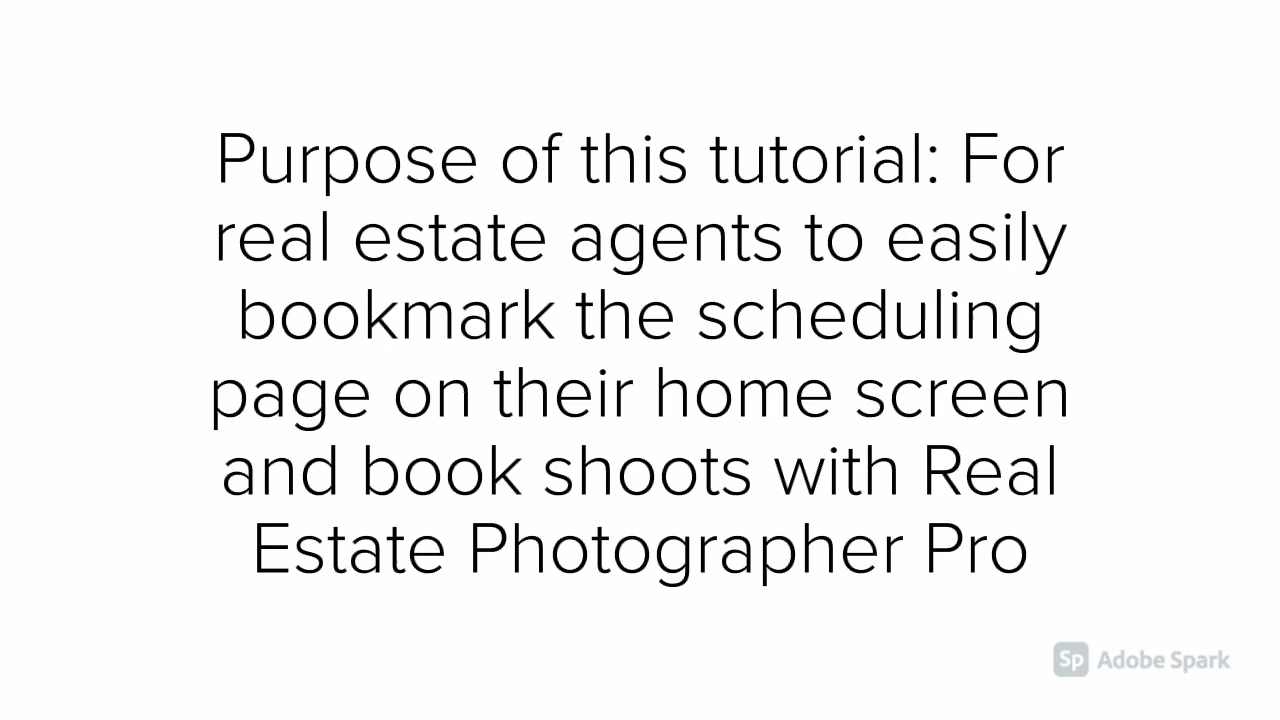 Purpose of this tutorial: For
real estate agents to easily
bookmark the scheduling
page on their home screen
and book shoots with Real
Estate Photographer Pro
Sp Adobe Spark